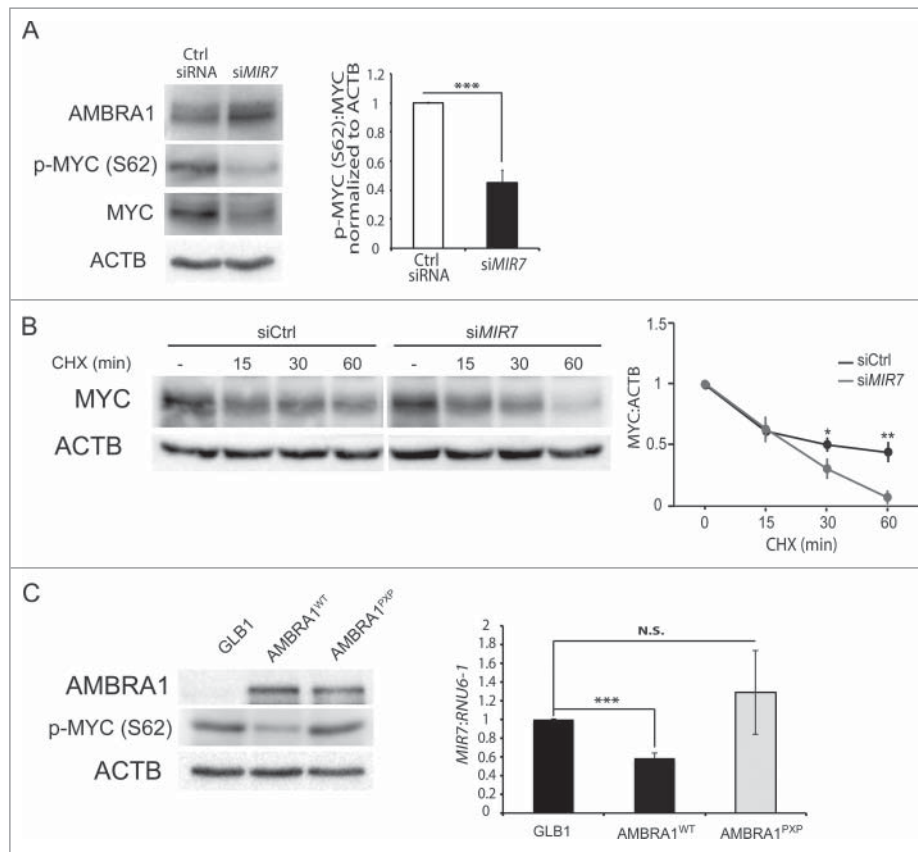 A
Ctrl
siRNA
siMIR7
AMBRA1
p-MYC (S62)
MYC
ACTB
p-MYC (S62):MYC
normalized to ACTB
1.2
1
0.8
0.6
0.4
0.2
0
***
Ctrl
siRNA
siMIR7
B
siCtrl
siMIR7
CHX (min)
- 15 30 60 - 15 30 60
MYC
ACTB
MYC:ACTB
1.5
1
0.5
0
siCtrl
siMIR7
*
**
0 15 30 60
CHX (min)
C
GLB1
AMBRA1WT
AMBRA1PXP
AMBRA1
p-MYC (S62)
ACTB
MIR7:RNU6-1
2
1.8
1.6
1.4
1.2
1
0.8
0.6
0.4
0.2
0
N.S.
***
GLB1
AMBRA1WT
AMBRA1PXP